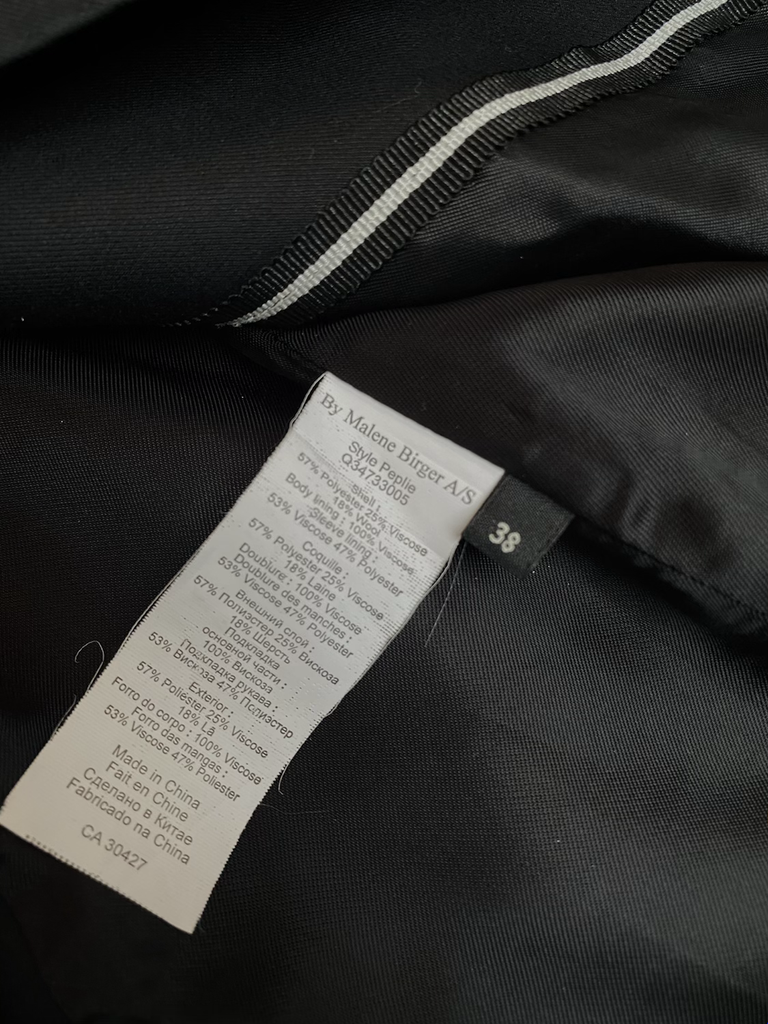 By Malene Birger A/S
Style Peplie
Q34733005
Shell :
57% Polyester 25% Viscose
18% Wool
Body lining : 100% Viscose
Sleeve lining :
53% Viscose 47% Polyester
Coquille :
57% Polyester 25% Viscose
18% Laine
Doublure : 100% Viscose
Doublure des manches :
53% Viscose 47% Polyester
Внешний слой :
57% Полиэстер 25% Вискоза
18% Шерсть
Подкладка
основной части :
100% Вискоза
Подкладка рукава :
53% Вискоза 47% Полиэстер
Exterior :
57% Poliéster 25% Viscose
18% Lã
Forro do corpo : 100% Viscose
Forro das mangas :
53% Viscose 47% Poliester
Made in China
Fait en Chine
Сделано в Китае
Fabricado na China
CA 30427
38